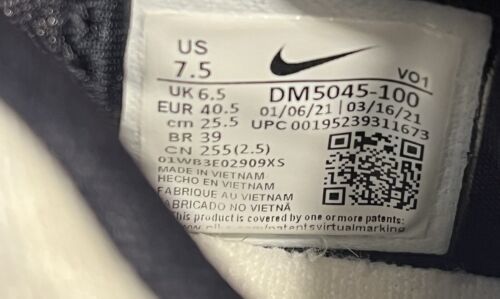 US
7.5
VO1
UK 6.5 DM5045-100
EUR 40.5 01/06/21 | 03/16/21
cm 25.5 UPC 00195239311673
BR 39
CN 255(2.5)
01WB3E02909XS
MADE IN VIETNAM
HECHO EN VIETNAM
FABRIQUE AU VIETNAM
FABRICADO NO VIETNÃ
This product is covered by one or more patents: